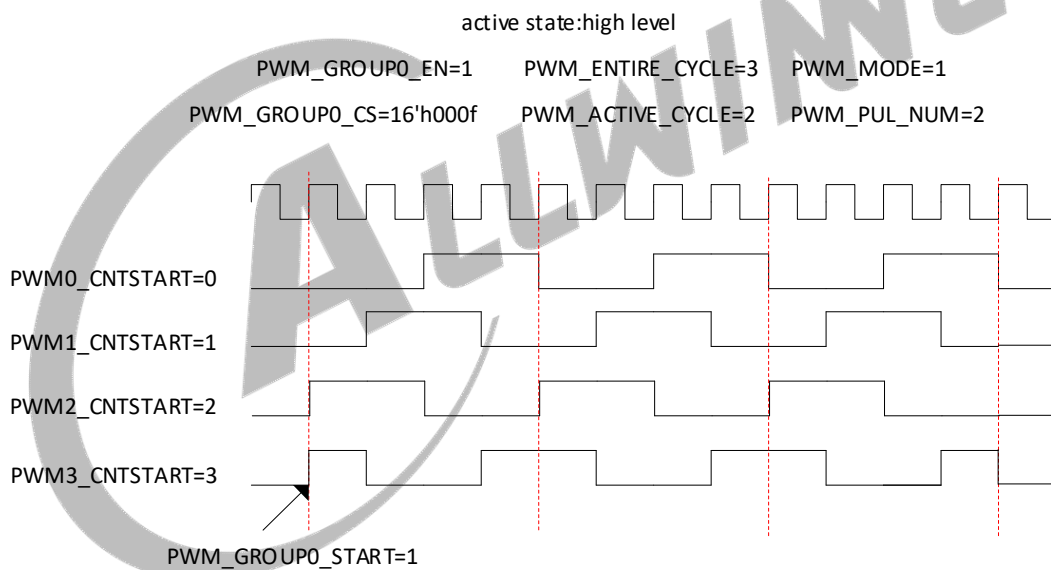 active state:high level
PWM_GROUP0_EN=1 PWM_ENTIRE_CYCLE=3 PWM_MODE=1
PWM_GROUP0_CS=16'h000f PWM_ACTIVE_CYCLE=2 PWM_PUL_NUM=2
PWM0_CNTSTART=0
PWM1_CNTSTART=1
PWM2_CNTSTART=2
PWM3_CNTSTART=3
PWM_GROUP0_START=1
ALLWINN